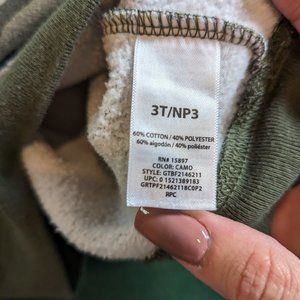 3T/NP3
60% COTTON / 40% POLYESTER
60% algodón / 40% poliéster
RN# 15897
COLOR: CAMO
STYLE: GTBF2146211
UPC: 0 1521389183
GRTPF21462118C0P2
RPC